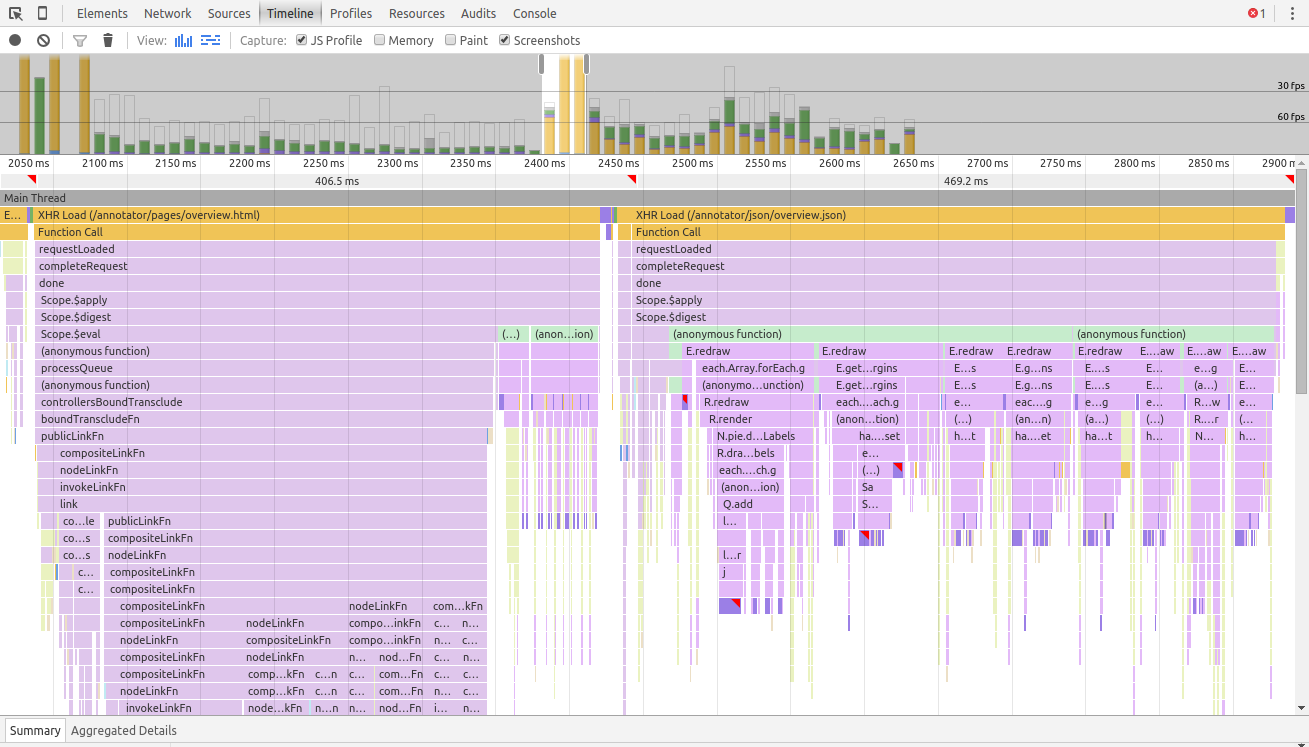 Elements Network Sources Timeline Profiles Resources Audits Console 1
View: Capture: JS Profile Memory Paint Screenshots
30 fps
60 fps
2050 ms 2100 ms 2150 ms 2200 ms 2250 ms 2300 ms 2350 ms 2400 ms 2450 ms 2500 ms 2550 ms 2600 ms 2650 ms 2700 ms 2750 ms 2800 ms 2850 ms 2900 m
406.5 ms 469.2 ms
Main Thread
E... XHR Load (/annotator/pages/overview.html) XHR Load (/annotator/json/overview.json)
Function Call Function Call
requestLoaded requestLoaded
completeRequest completeRequest
done done
Scope.$apply Scope.$apply
Scope.$digest Scope.$digest
Scope.$eval (...) (anon...ion) (anonymous function) (anonymous function)
(anonymous function) E.redraw E.redraw E.redraw E.redraw E.redraw E....aw E....aw E....aw
processQueue each.Array.forEach.g E.get...rgins E...s E.g...ns E....s E... e...g E...
(anonymous function) (anonymo...unction) E.get...rgins E...s E.g...ns E....s E... (a...) E...
controllersBoundTransclude R.redraw each....ach.g e... eac....g e...g e... R...w e...
boundTranscludeFn R.render (anon...tion) (...) (an...n) (a...) (...) R...r (...
publicLinkFn N.pie.d...Labels ha....set h...t ha...et ha...t h... N... h...
compositeLinkFn R.dra...bels e...
nodeLinkFn each....ch.g (...)
invokeLinkFn (anon...ion) Sa
link Q.add S...
co...le publicLinkFn l...
co...s compositeLinkFn
co...s nodeLinkFn l...r
c... compositeLinkFn j
c... compositeLinkFn
compositeLinkFn nodeLinkFn com...kFn
compositeLinkFn nodeLinkFn compo...inkFn c... n...
nodeLinkFn compositeLinkFn compo...inkFn n... c...
compositeLinkFn nodeLinkFn n... nod...Fn c... n...
compositeLinkFn comp...kFn c...n c... com...Fn n... c...
nodeLinkFn comp...kFn c...n c... com...Fn n... c...
invokeLinkFn node...kFn n...n n... nod...Fn i... c...
Summary Aggregated Details